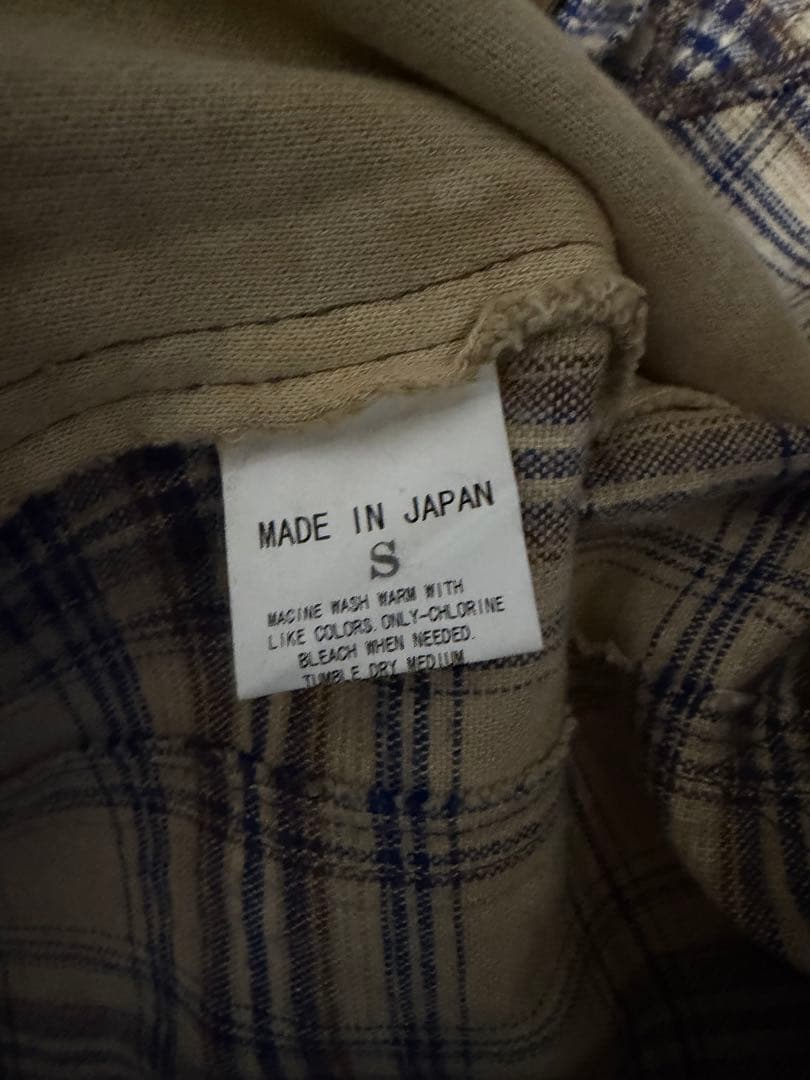 MADE IN JAPAN
S
MACINE WASH WARM WITH
LIKE COLORS.ONLY-CHLORINE
BLEACH WHEN NEEDED.
TUMBLE DRY MEDIUM.